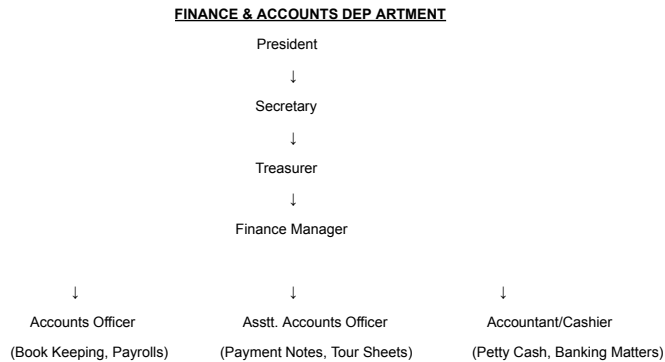 FINANCE & ACCOUNTS DEP ARTMENT
President
↓
Secretary
↓
Treasurer
↓
Finance Manager
↓ ↓ ↓
Accounts Officer Asstt. Accounts Officer Accountant/Cashier
(Book Keeping, Payrolls) (Payment Notes, Tour Sheets) (Petty Cash, Banking Matters)